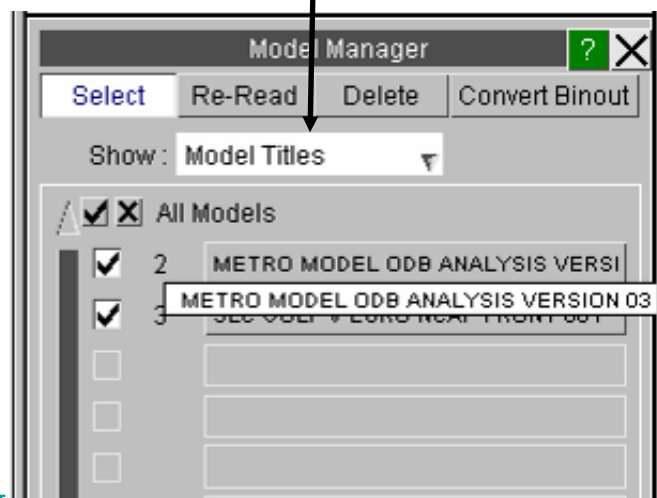 Model Manager ? X
Select Re-Read Delete Convert Binout
Show : Model Titles
All Models
2 METRO MODEL ODB ANALYSIS VERSI
METRO MODEL ODB ANALYSIS VERSION 03
3